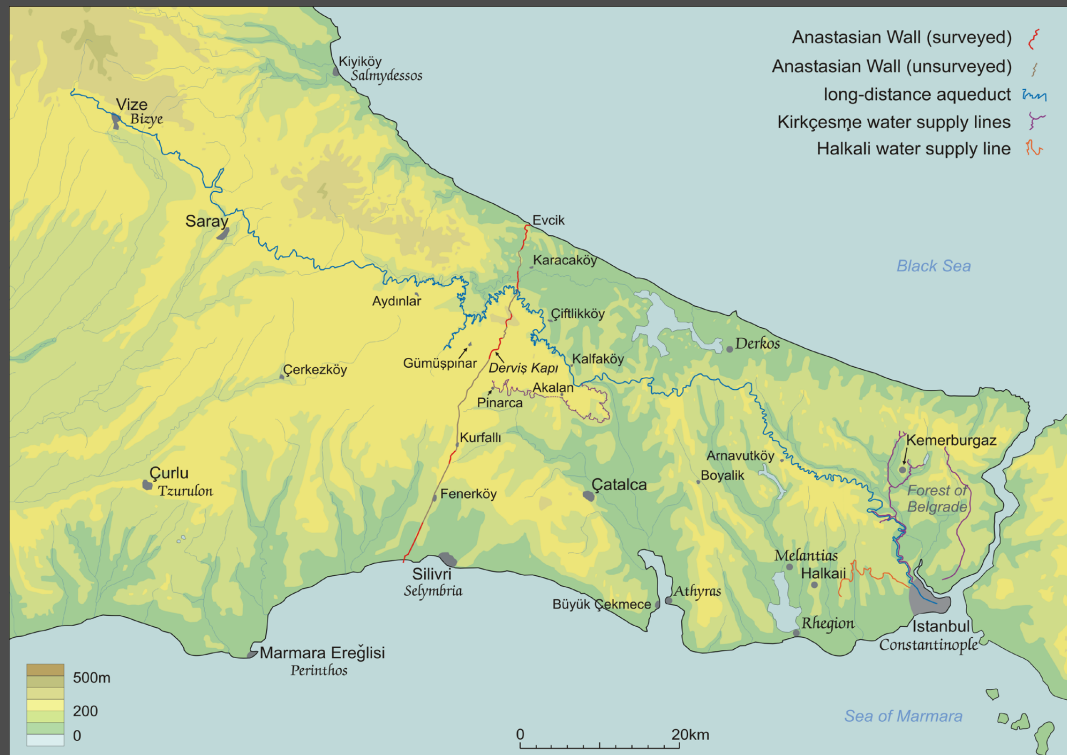 Anastasian Wall (surveyed)
Anastasian Wall (unsurveyed)
long-distance aqueduct
Kirkçesme water supply lines
Halkali water supply line
Kiyiköy
Salmydessos
Vize
Bizye
Saray
Evcik
Karacaköy
Black Sea
Aydınlar
Çiftlikköy
Derkos
Gümüşpınar
Derviş Kapı
Kalfaköy
Çerkezköy
Akalan
Pinarca
Kurfallı
Kemerburgaz
Arnavutköy
Çurlu
Tzurulon
Boyalik
Çatalca
Forest of
Belgrade
Fenerköy
Melantias
Silivri
Selymbria
Halkali
Athyras
Büyük Çekmece
Rhegion
Istanbul
Constantinople
Marmara Ereğlisi
Perinthos
500m
200
0
0
20km
Sea of Marmara